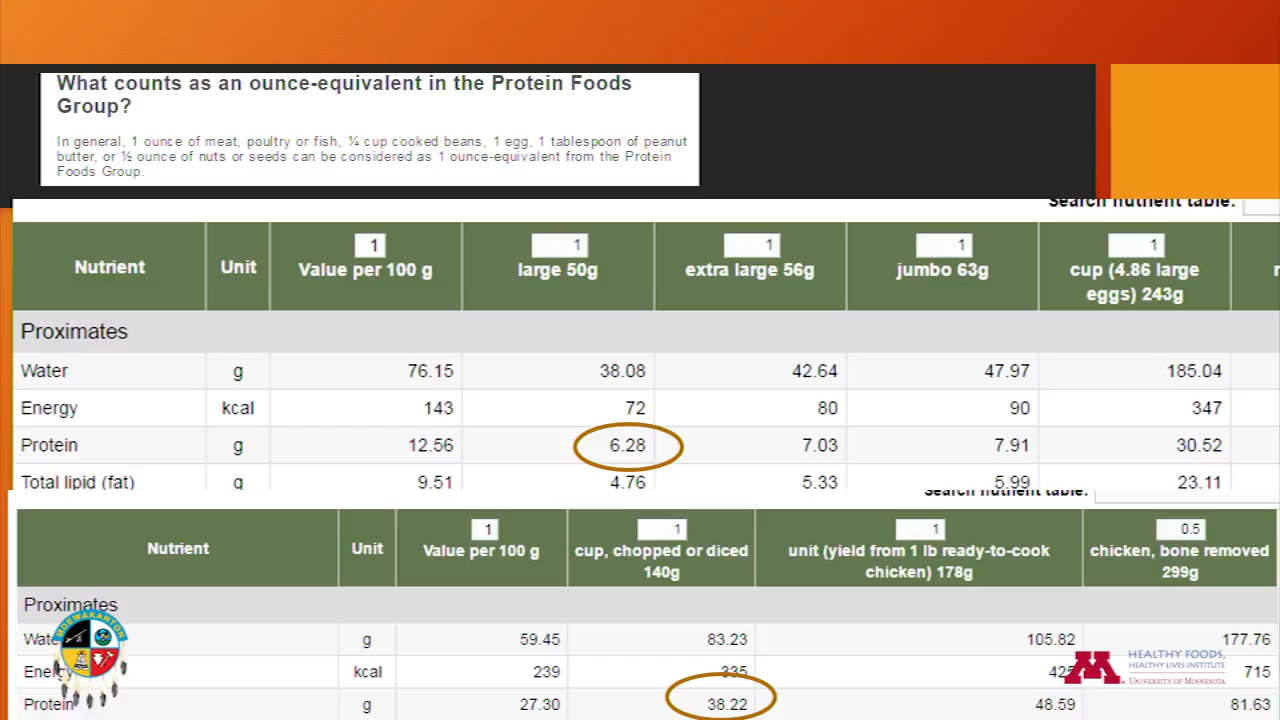 What counts as an ounce-equivalent in the Protein Foods
Group?
In general, 1 ounce of meat, poultry or fish, ¼ cup cooked beans, 1 egg, 1 tablespoon of peanut
butter, or ½ ounce of nuts or seeds can be considered as 1 ounce-equivalent from the Protein
Foods Group.
Search nutrient table:
1 1 1 1 1
Nutrient Unit Value per 100 g large 50g extra large 56g jumbo 63g cup (4.86 large
eggs) 243g
Proximates
Water g 76.15 38.08 42.64 47.97 185.04
Energy kcal 143 72 80 90 347
Protein g 12.56 6.28 7.03 7.91 30.52
Total lipid (fat) g 9.51 4.76 5.33 5.99 23.11
Search nutrient table:
1 1 1 0.5
Nutrient Unit Value per 100 g cup, chopped or diced unit (yield from 1 lb ready-to-cook chicken, bone removed
140g chicken) 178g 299g
Proximates
Water g 59.45 83.23 105.82 177.76
Energy kcal 239 335 425 715
Protein g 27.30 38.22 48.59 81.63
MDEWAKANTON
M
HEALTHY FOODS,
HEALTHY LIVES INSTITUTE
UNIVERSITY OF MINNESOTA